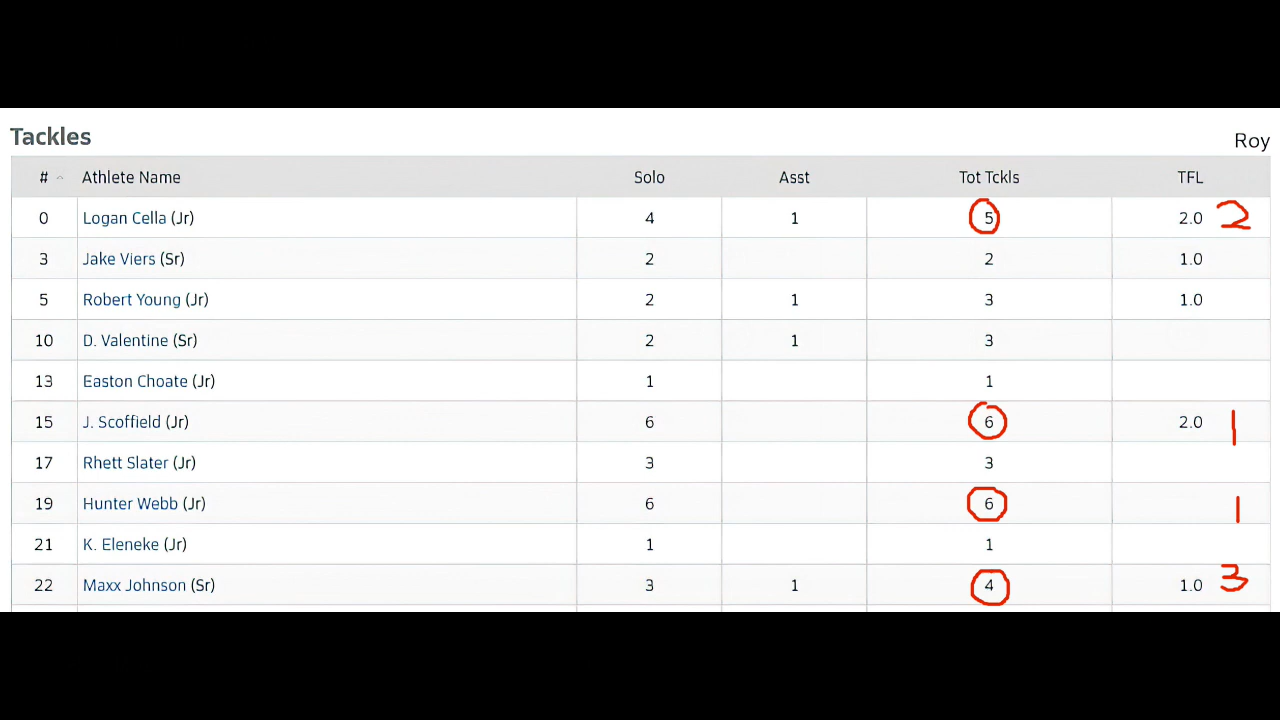 Tackles
Roy
# Athlete Name Solo Asst Tot Tckls TFL
0 Logan Cella (Jr) 4 1 5 2.0 2
3 Jake Viers (Sr) 2 2 1.0
5 Robert Young (Jr) 2 1 3 1.0
10 D. Valentine (Sr) 2 1 3
13 Easton Choate (Jr) 1 1
15 J. Scoffield (Jr) 6 6 2.0 1
17 Rhett Slater (Jr) 3 3
19 Hunter Webb (Jr) 6 6 1
21 K. Eleneke (Jr) 1 1
22 Maxx Johnson (Sr) 3 1 4 1.0 3